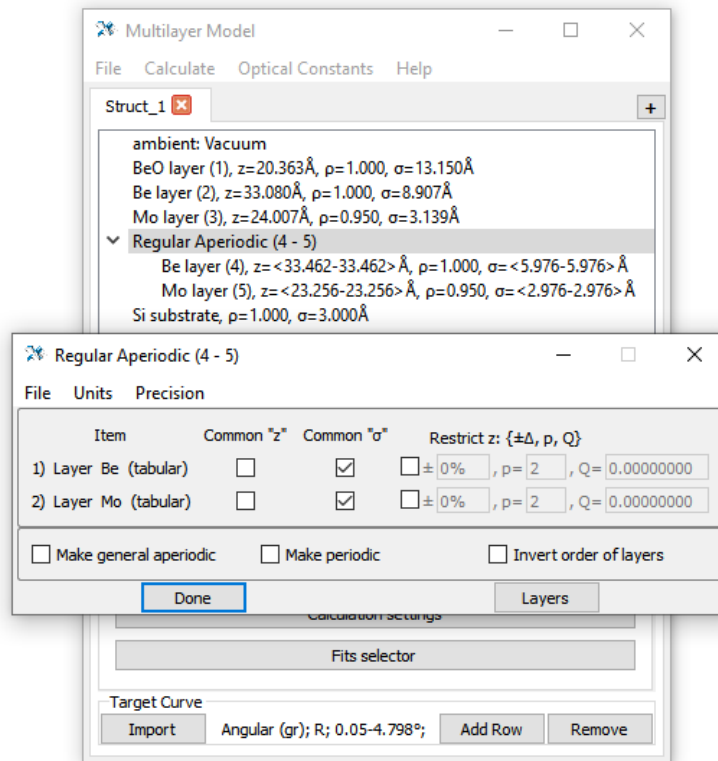 Multilayer Model
File Calculate Optical Constants Help
Struct_1
+
ambient: Vacuum
BeO layer (1), z=20.363Å, ρ=1.000, σ=13.150Å
Be layer (2), z=33.080Å, ρ=1.000, σ=8.907Å
Mo layer (3), z=24.007Å, ρ=0.950, σ=3.139Å
Regular Aperiodic (4 - 5)
Be layer (4), z=<33.462-33.462>Å, ρ=1.000, σ=<5.976-5.976>Å
Mo layer (5), z=<23.256-23.256>Å, ρ=0.950, σ=<2.976-2.976>Å
Si substrate, ρ=1.000, σ=3.000Å
Regular Aperiodic (4 - 5)
File Units Precision
Item Common "z" Common "σ" Restrict z: {±Δ, p, Q}
1) Layer Be (tabular) ± 0% , p= 2 , Q= 0.00000000
2) Layer Mo (tabular) ± 0% , p= 2 , Q= 0.00000000
Make general aperiodic Make periodic Invert order of layers
Done Layers
Calculation settings
Fits selector
Target Curve
Import Angular (gr); R; 0.05-4.798°; Add Row Remove